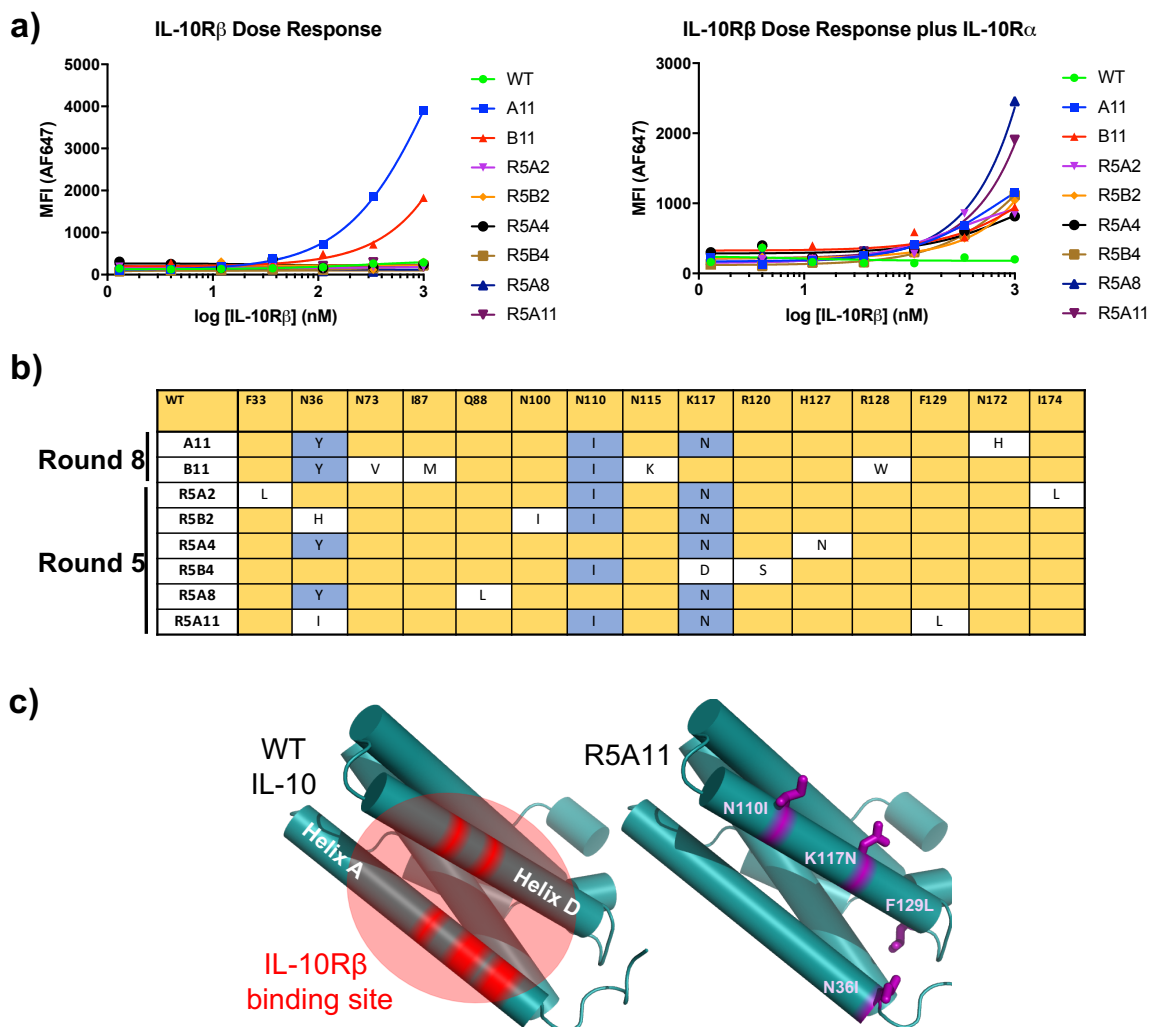 a)
IL-10Rβ Dose Response
5000
4000
3000
2000
1000
0
MFI (AF647)
0
1
2
3
log [IL-10Rβ] (nM)
WT
A11
B11
R5A2
R5B2
R5A4
R5B4
R5A8
R5A11
IL-10Rβ Dose Response plus IL-10Rα
3000
2000
1000
0
MFI (AF647)
0
1
2
3
log [IL-10Rβ] (nM)
WT
A11
B11
R5A2
R5B2
R5A4
R5B4
R5A8
R5A11
b)
WT F33 N36 N73 I87 Q88 N100 N110 N115 K117 R120 H127 R128 F129 N172 I174
Round 8
A11 Y I N H
B11 Y V M I K W
Round 5
R5A2 L I N L
R5B2 H I I N
R5A4 Y N N
R5B4 I D S
R5A8 Y L N
R5A11 I I N L
c)
WT
IL-10
Helix A
Helix D
IL-10Rβ
binding site
R5A11
N110I
K117N
F129L
N36I